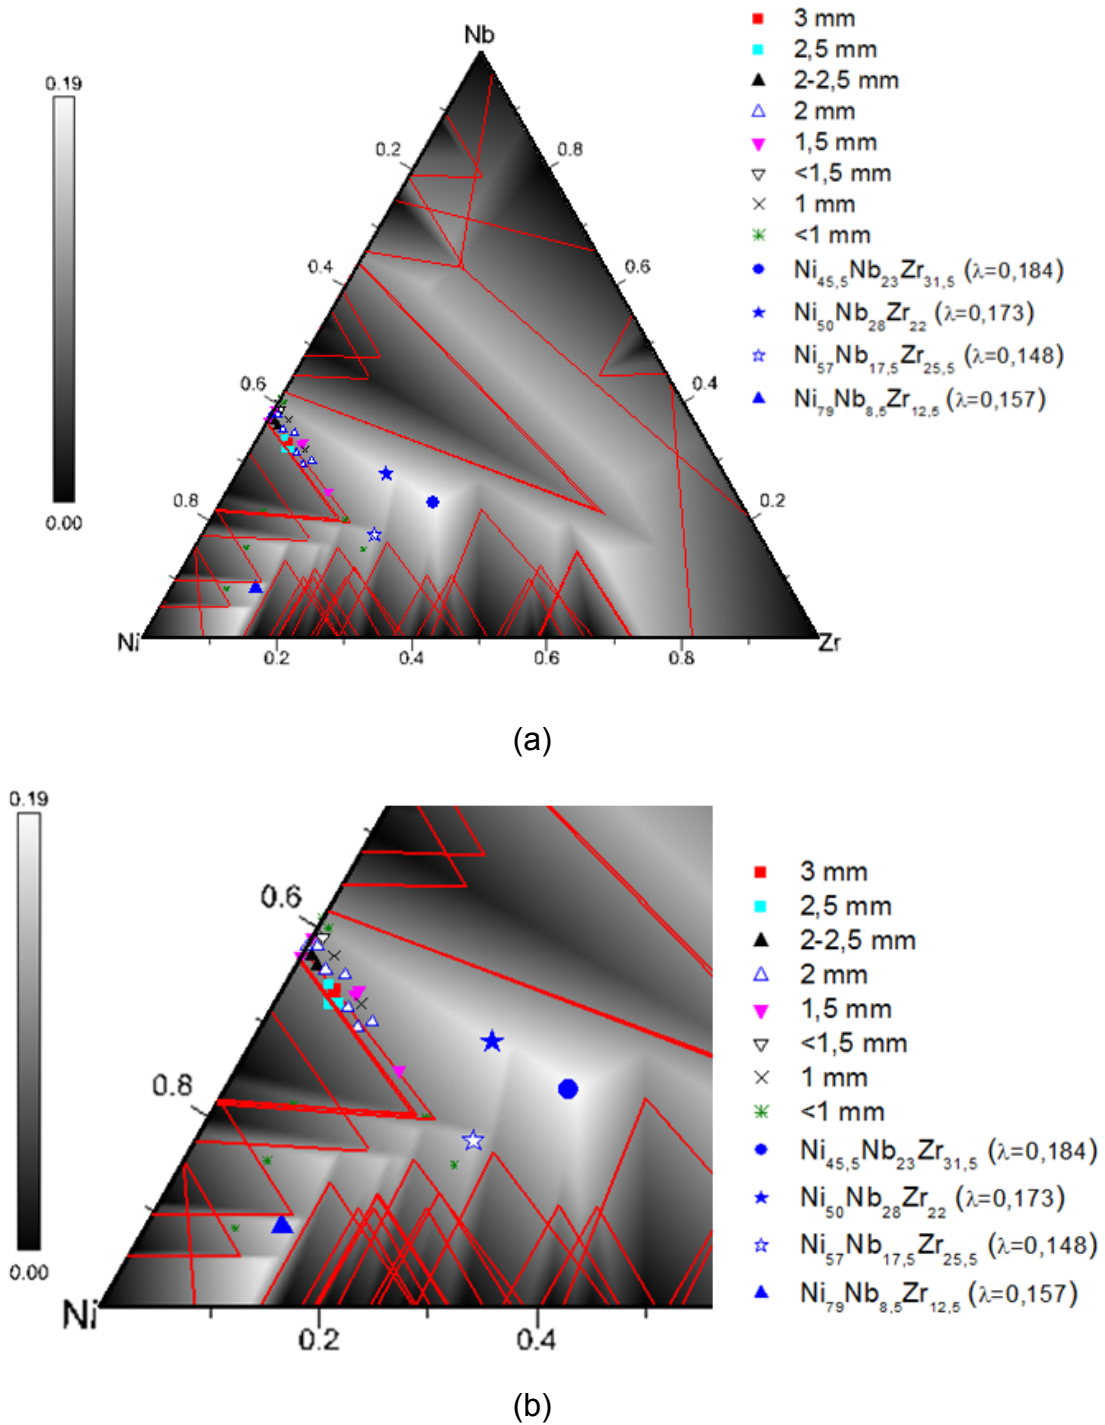 Nb
0.19
0.00
0.2
0.4
0.6
0.8
0.8
0.6
0.4
0.2
Ni
0.2
0.4
0.6
0.8
Zr
3 mm
2,5 mm
2-2,5 mm
2 mm
1,5 mm
<1,5 mm
1 mm
<1 mm
Ni45,5Nb23Zr31,5 (λ=0,184)
Ni50Nb28Zr22 (λ=0,173)
Ni57Nb17,5Zr25,5 (λ=0,148)
Ni79Nb8,5Zr12,5 (λ=0,157)
(a)
0.19
0.00
0.6
0.8
Ni
0.2
0.4
3 mm
2,5 mm
2-2,5 mm
2 mm
1,5 mm
<1,5 mm
1 mm
<1 mm
Ni45,5Nb23Zr31,5 (λ=0,184)
Ni50Nb28Zr22 (λ=0,173)
Ni57Nb17,5Zr25,5 (λ=0,148)
Ni79Nb8,5Zr12,5 (λ=0,157)
(b)